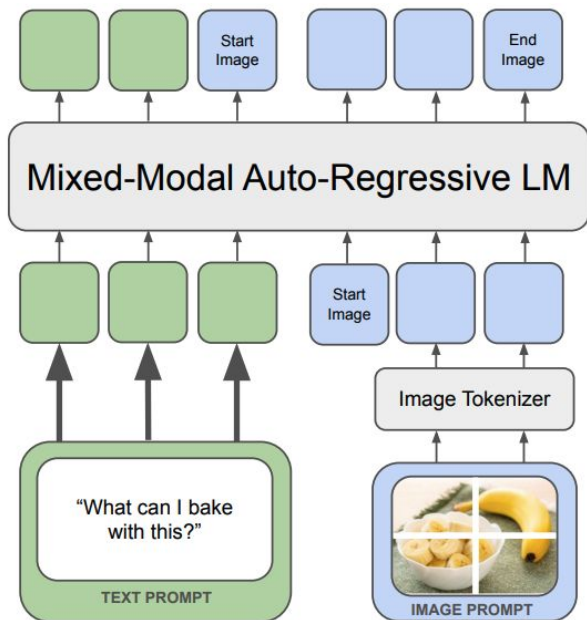 Start
Image
End
Image
Mixed-Modal Auto-Regressive LM
Start
Image
Image Tokenizer
“What can I bake
with this?”
TEXT PROMPT
IMAGE PROMPT